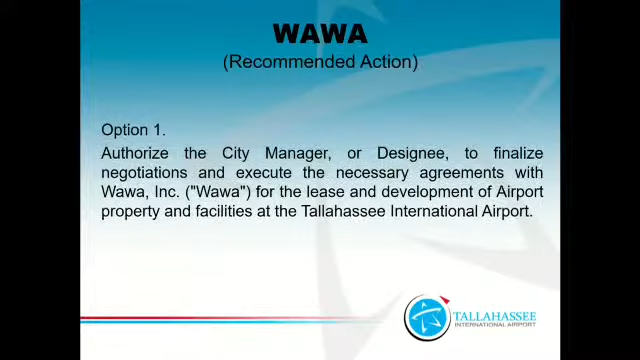 WAWA
(Recommended Action)
Option 1.
Authorize the City Manager, or Designee, to finalize
negotiations and execute the necessary agreements with
Wawa, Inc. ("Wawa") for the lease and development of Airport
property and facilities at the Tallahassee International Airport.
TALLAHASSEE
INTERNATIONAL AIRPORT